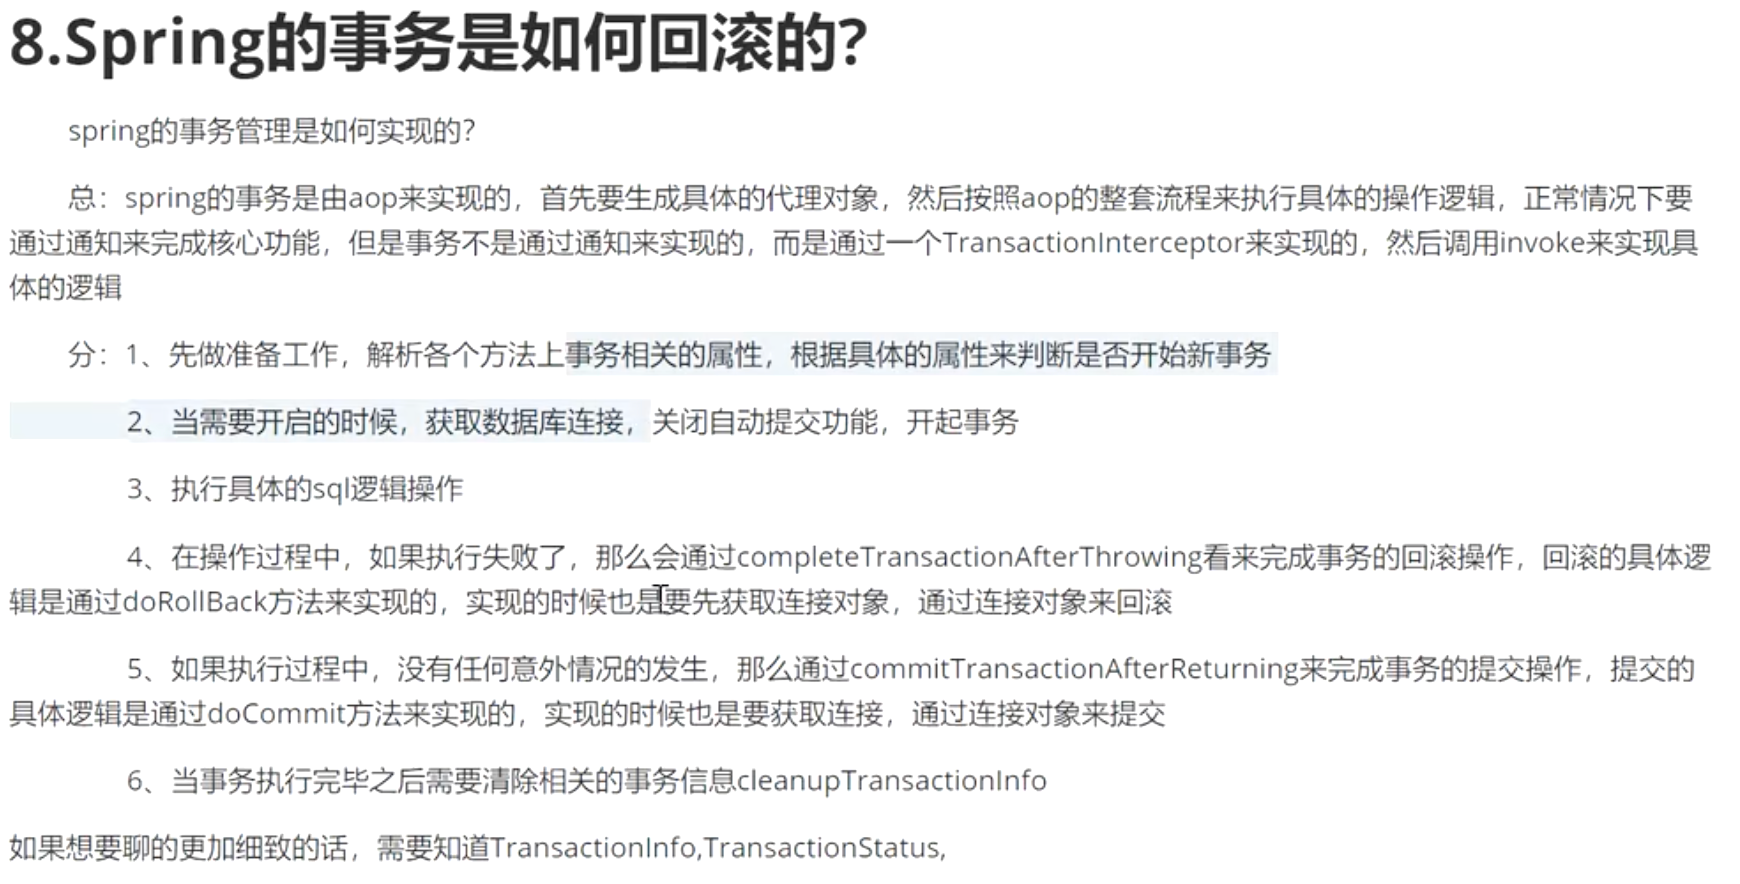 8.Spring的事务是如何回滚的?
spring的事务管理是如何实现的?
总：spring的事务是由aop来实现的，首先要生成具体的代理对象，然后按照aop的整套流程来执行具体的操作逻辑，正常情况下要
通过通知来完成核心功能，但是事务不是通过通知来实现的，而是通过一个TransactionInterceptor来实现的，然后调用invoke来实现具
体的逻辑
分：1、先做准备工作，解析各个方法上事务相关的属性，根据具体的属性来判断是否开始新事务
2、当需要开启的时候，获取数据库连接，关闭自动提交功能，开起事务
3、执行具体的sql逻辑操作
4、在操作过程中，如果执行失败了，那么会通过completeTransactionAfterThrowing看来完成事务的回滚操作，回滚的具体逻
辑是通过doRollBack方法来实现的，实现的时候也是要先获取连接对象，通过连接对象来回滚
5、如果执行过程中，没有任何意外情况的发生，那么通过commitTransactionAfterReturning来完成事务的提交操作，提交的
具体逻辑是通过doCommit方法来实现的，实现的时候也是要获取连接，通过连接对象来提交
6、当事务执行完毕之后需要清除相关的事务信息cleanupTransactionInfo
如果想要聊的更加细致的话，需要知道TransactionInfo,TransactionStatus,